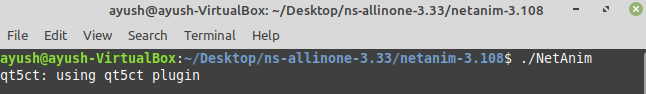 ayush@ayush-VirtualBox: ~/Desktop/ns-allinone-3.33/netanim-3.108
File Edit View Search Terminal Help
ayush@ayush-VirtualBox:~/Desktop/ns-allinone-3.33/netanim-3.108$ ./NetAnim
qt5ct: using qt5ct plugin